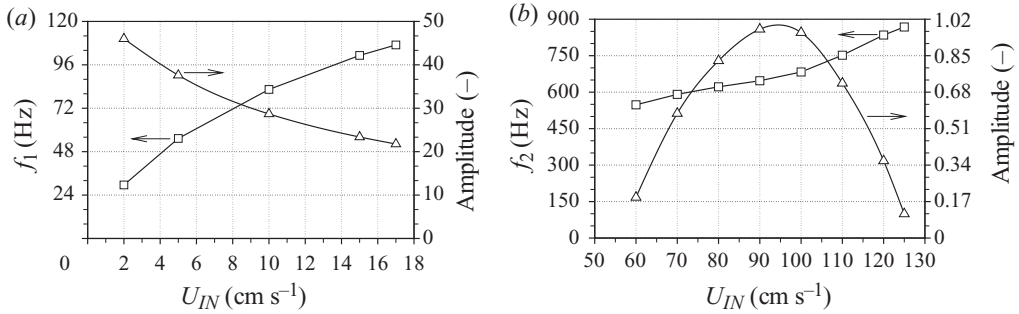 (a)
120
96
72
48
24
0
f₁ (Hz)
50
40
30
20
10
0
Amplitude (–)
2 4 6 8 10 12 14 16 18
U_IN (cm s⁻¹)
(b)
900
750
600
450
300
150
0
f₂ (Hz)
1.02
0.85
0.68
0.51
0.34
0.17
0
Amplitude (–)
50 60 70 80 90 100 110 120 130
U_IN (cm s⁻¹)